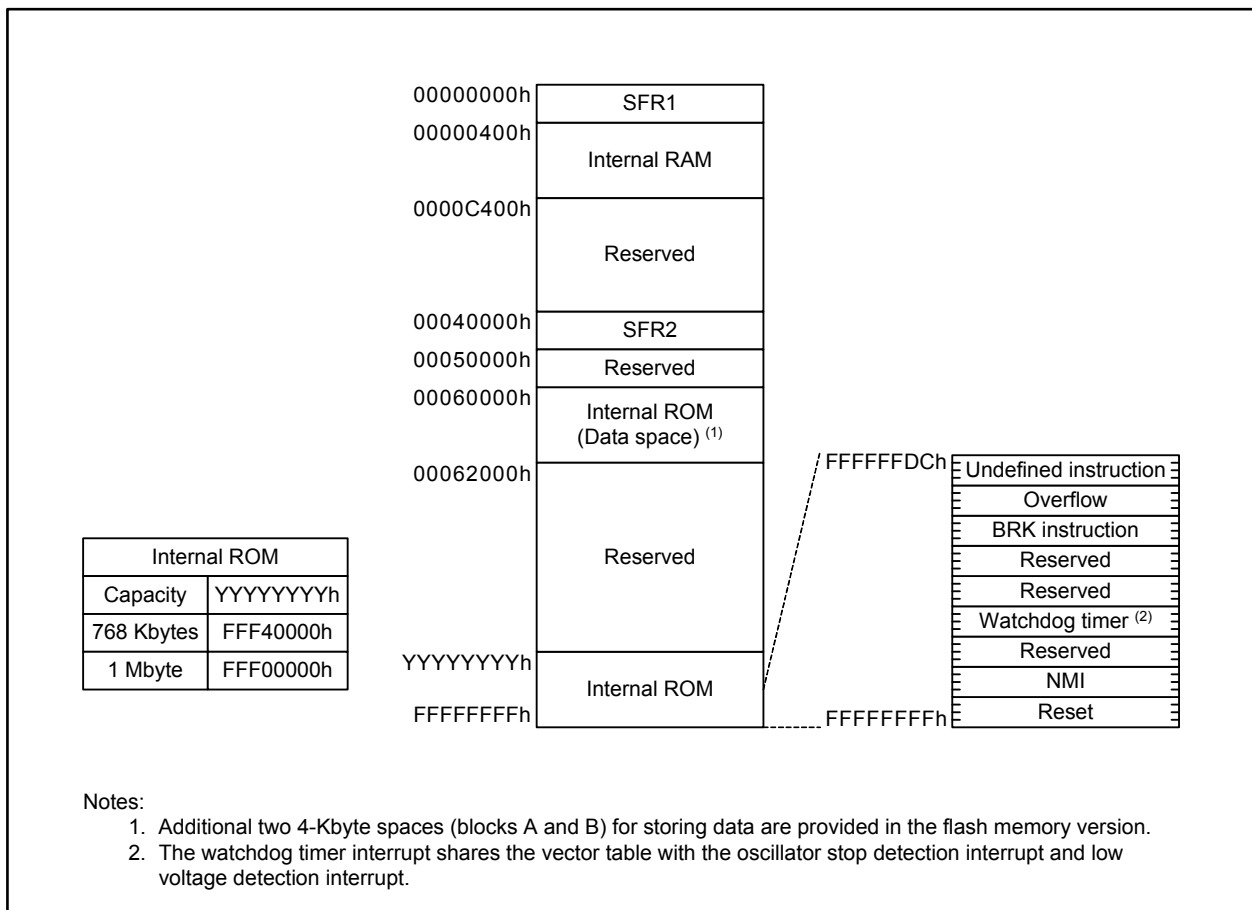 00000000h
SFR1
00000400h
Internal RAM
0000C400h
Reserved
00040000h
SFR2
00050000h
Reserved
00060000h
Internal ROM
(Data space) (1)
00062000h
Reserved
YYYYYYYYh
Internal ROM
FFFFFFFFh
Internal ROM
Capacity YYYYYYYYh
768 Kbytes FFF40000h
1 Mbyte FFF00000h
FFFFFFDCh
Undefined instruction
Overflow
BRK instruction
Reserved
Reserved
Watchdog timer (2)
Reserved
NMI
Reset
FFFFFFFFh
Notes:
1. Additional two 4-Kbyte spaces (blocks A and B) for storing data are provided in the flash memory version.
2. The watchdog timer interrupt shares the vector table with the oscillator stop detection interrupt and low
voltage detection interrupt.